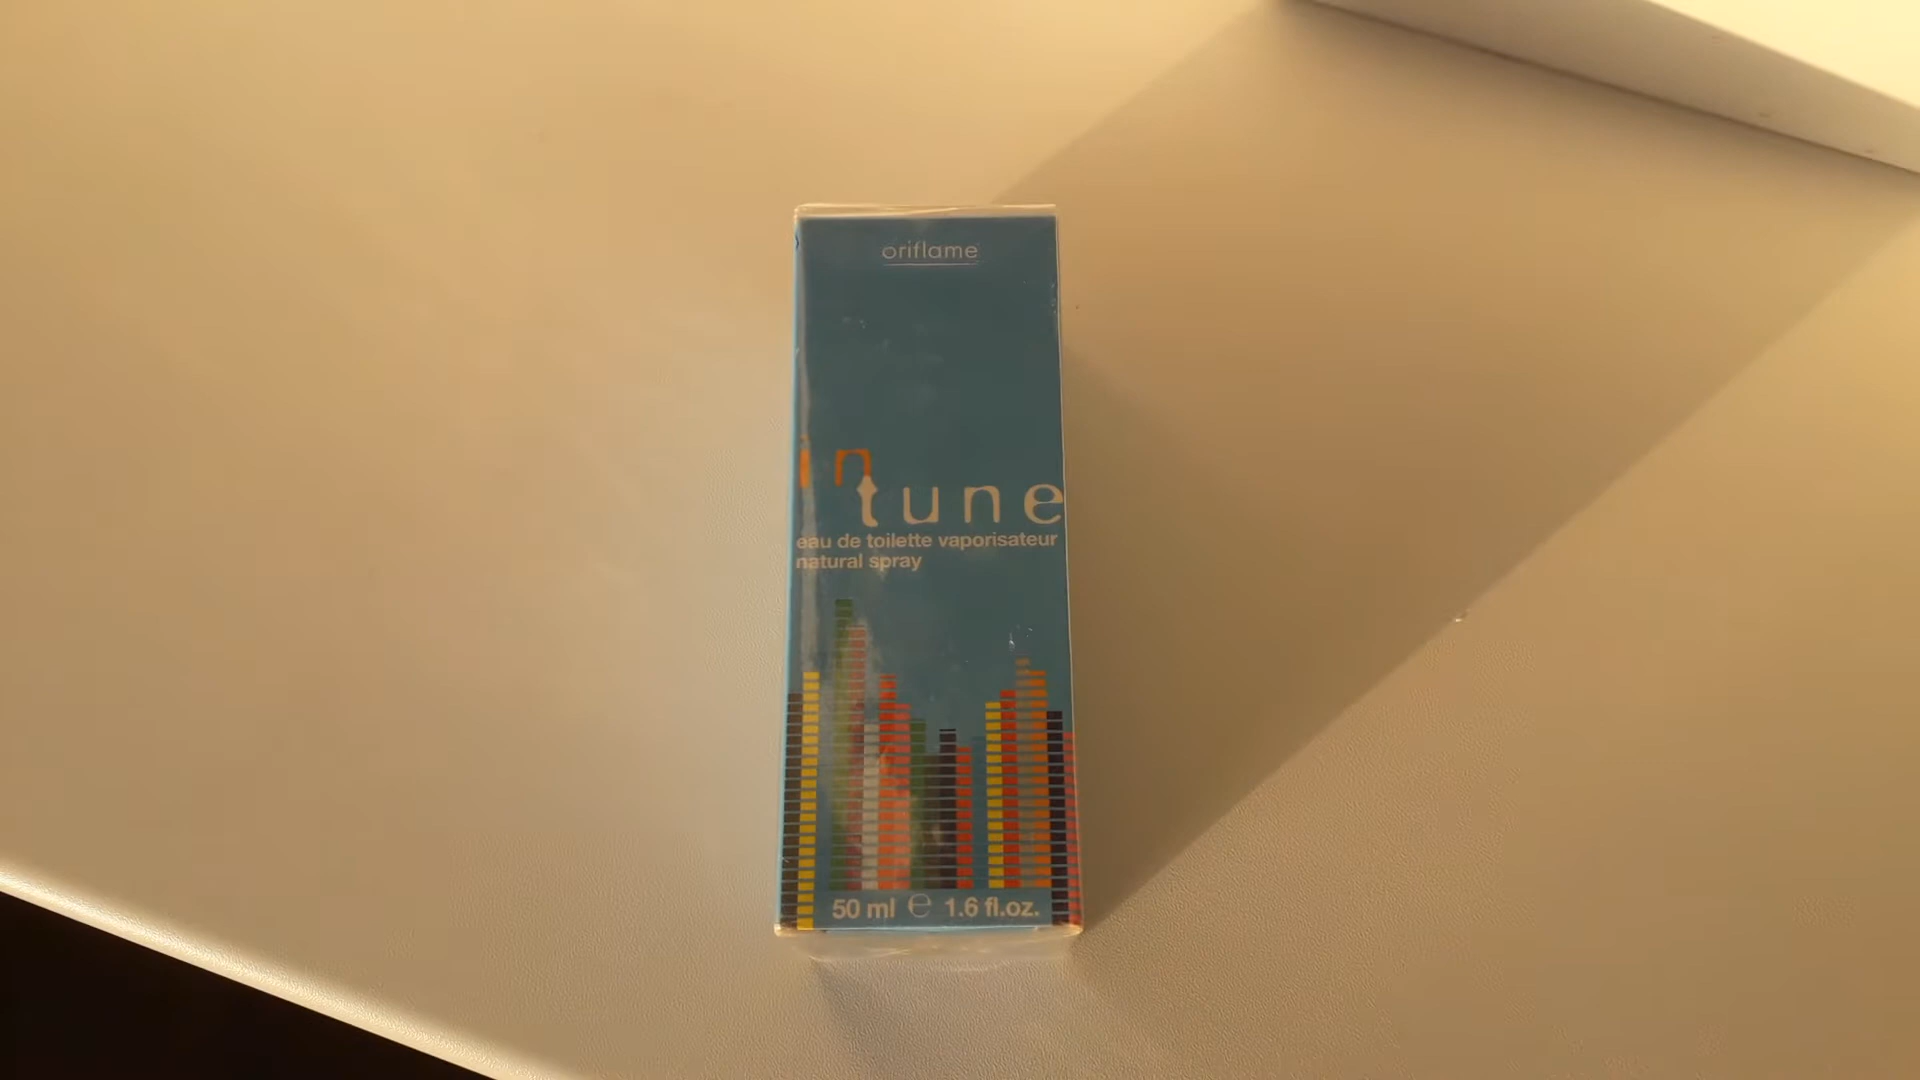 oriflame
in
tune
eau de toilette vaporisateur
natural spray
50 ml ℮ 1.6 fl.oz.